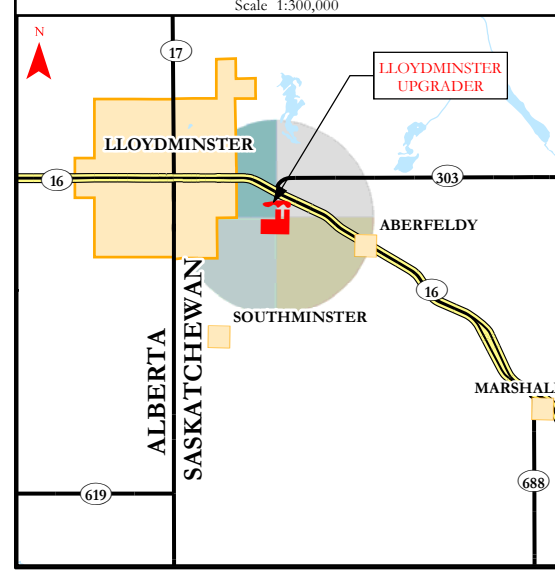 Scale 1:300,000
N
17
LLOYDMINSTER
UPGRADER
LLOYDMINSTER
16
303
ABERFELDY
16
SOUTHMINSTER
ALBERTA
SASKATCHEWAN
MARSHALL
619
688